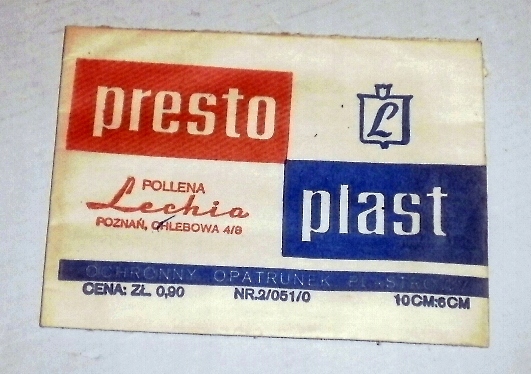 presto
L
POLLENA
Lechia
POZNAŃ, CHLEBOWA 4/8
plast
OCHRONNY OPATRUNEK
CENA: ZŁ 0,90 NR.2/051/0 10CM:6CM